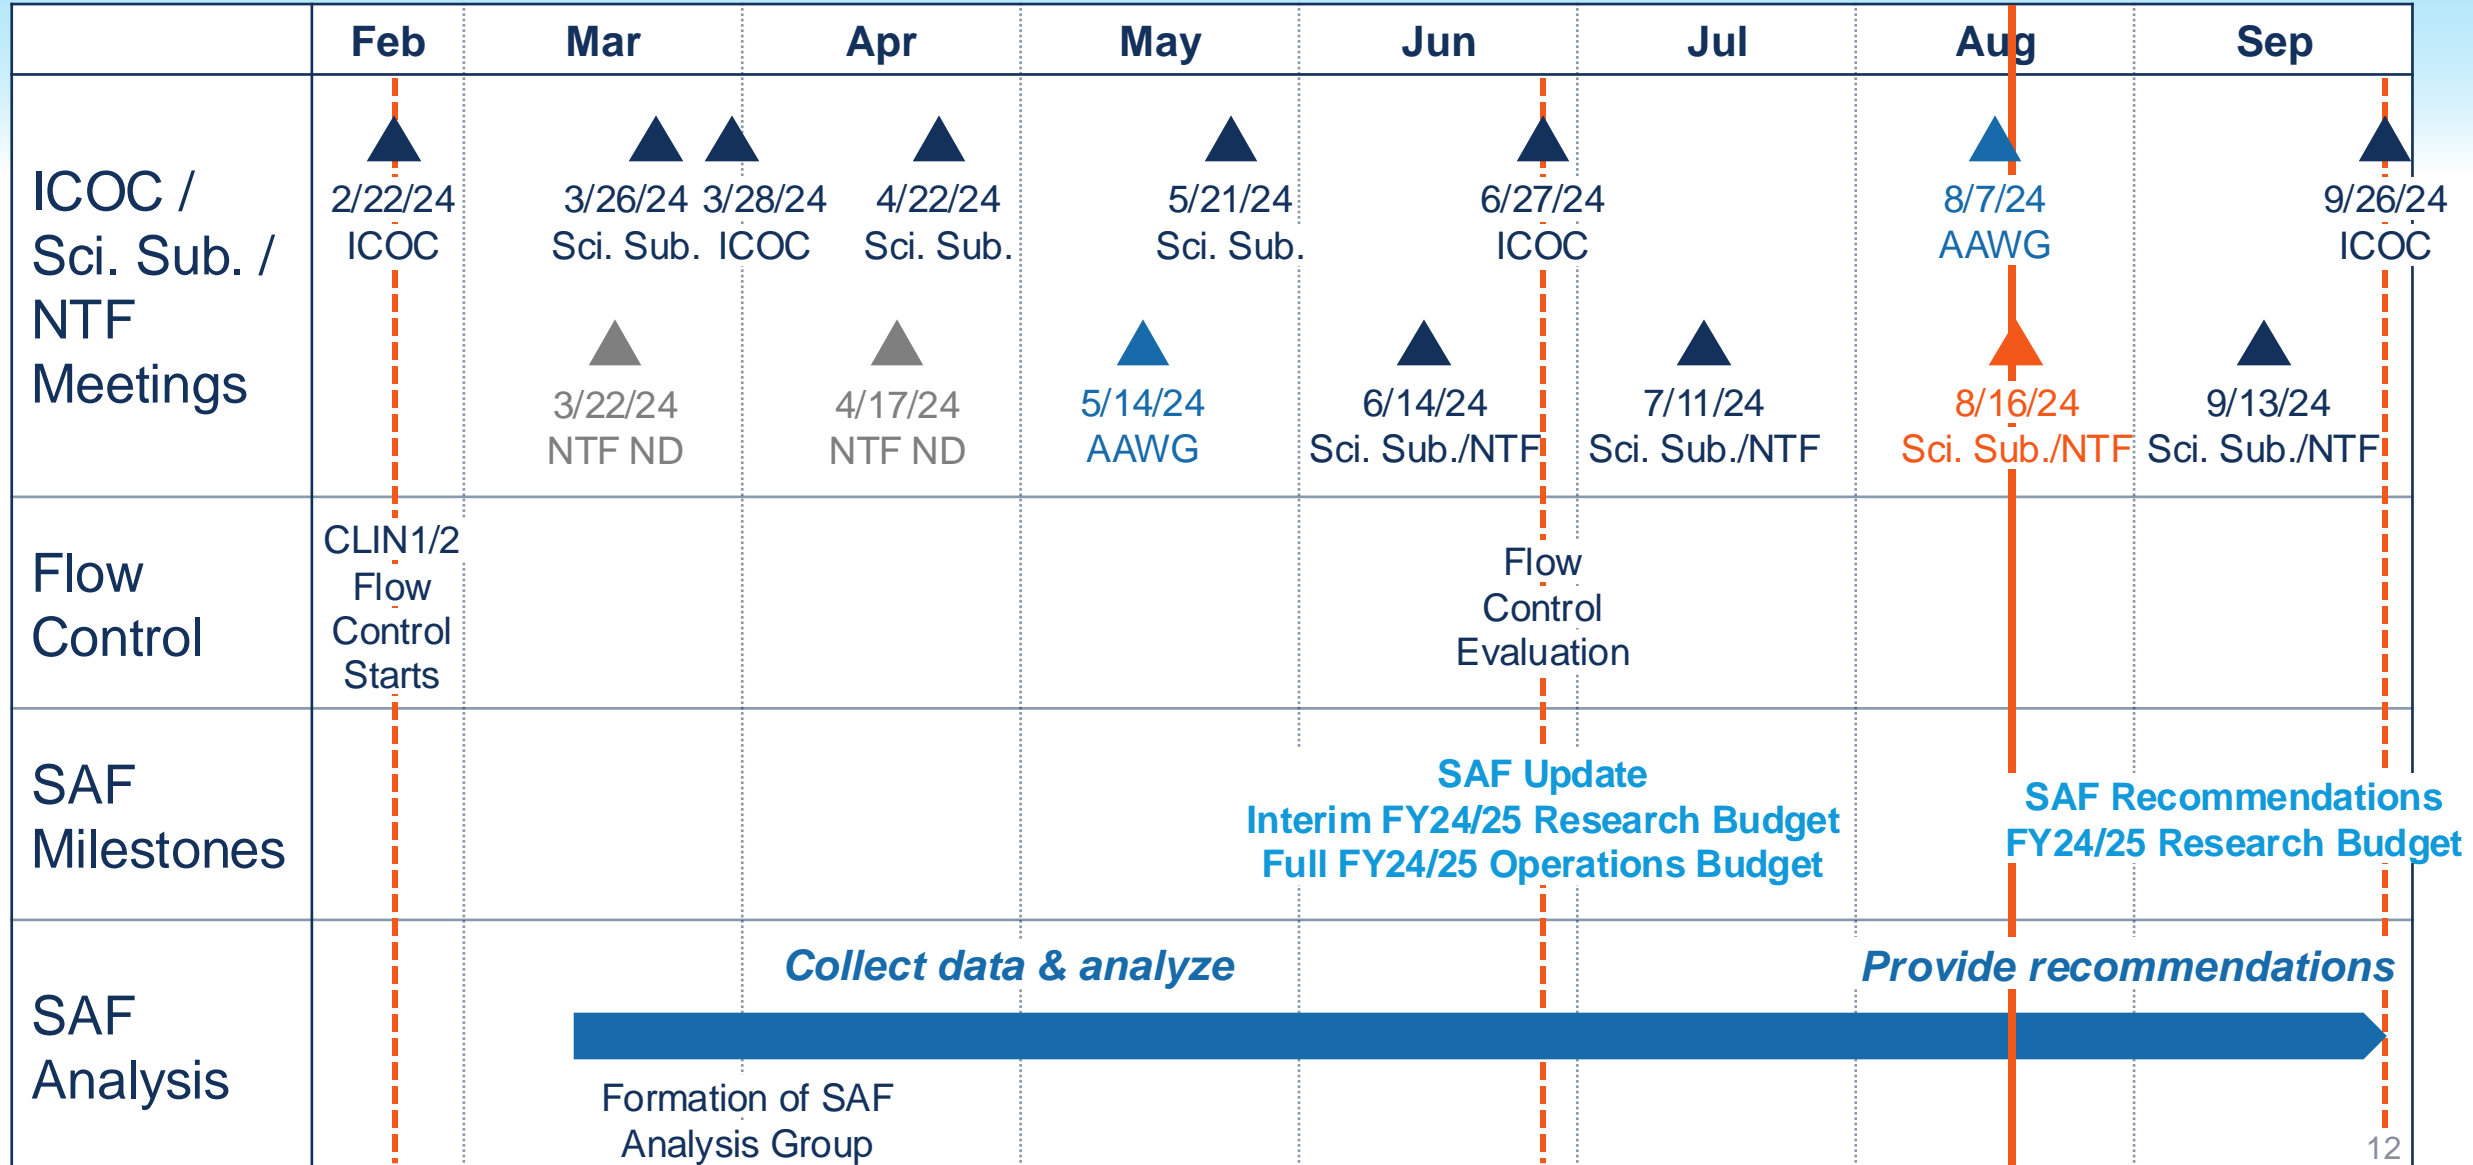 Feb Mar Apr May Jun Jul Aug Sep
ICOC /
Sci. Sub. /
NTF
Meetings
2/22/24
ICOC
3/26/24
Sci. Sub.
3/28/24
ICOC
4/22/24
Sci. Sub.
5/21/24
Sci. Sub.
6/27/24
ICOC
8/7/24
AAWG
9/26/24
ICOC
3/22/24
NTF ND
4/17/24
NTF ND
5/14/24
AAWG
6/14/24
Sci. Sub./NTF
7/11/24
Sci. Sub./NTF
8/16/24
Sci. Sub./NTF
9/13/24
Sci. Sub./NTF
Flow
Control
CLIN1/2
Flow
Control
Starts
Flow
Control
Evaluation
SAF
Milestones
SAF Update
Interim FY24/25 Research Budget
Full FY24/25 Operations Budget
SAF Recommendations
FY24/25 Research Budget
SAF
Analysis
Collect data & analyze
Provide recommendations
Formation of SAF
Analysis Group
12